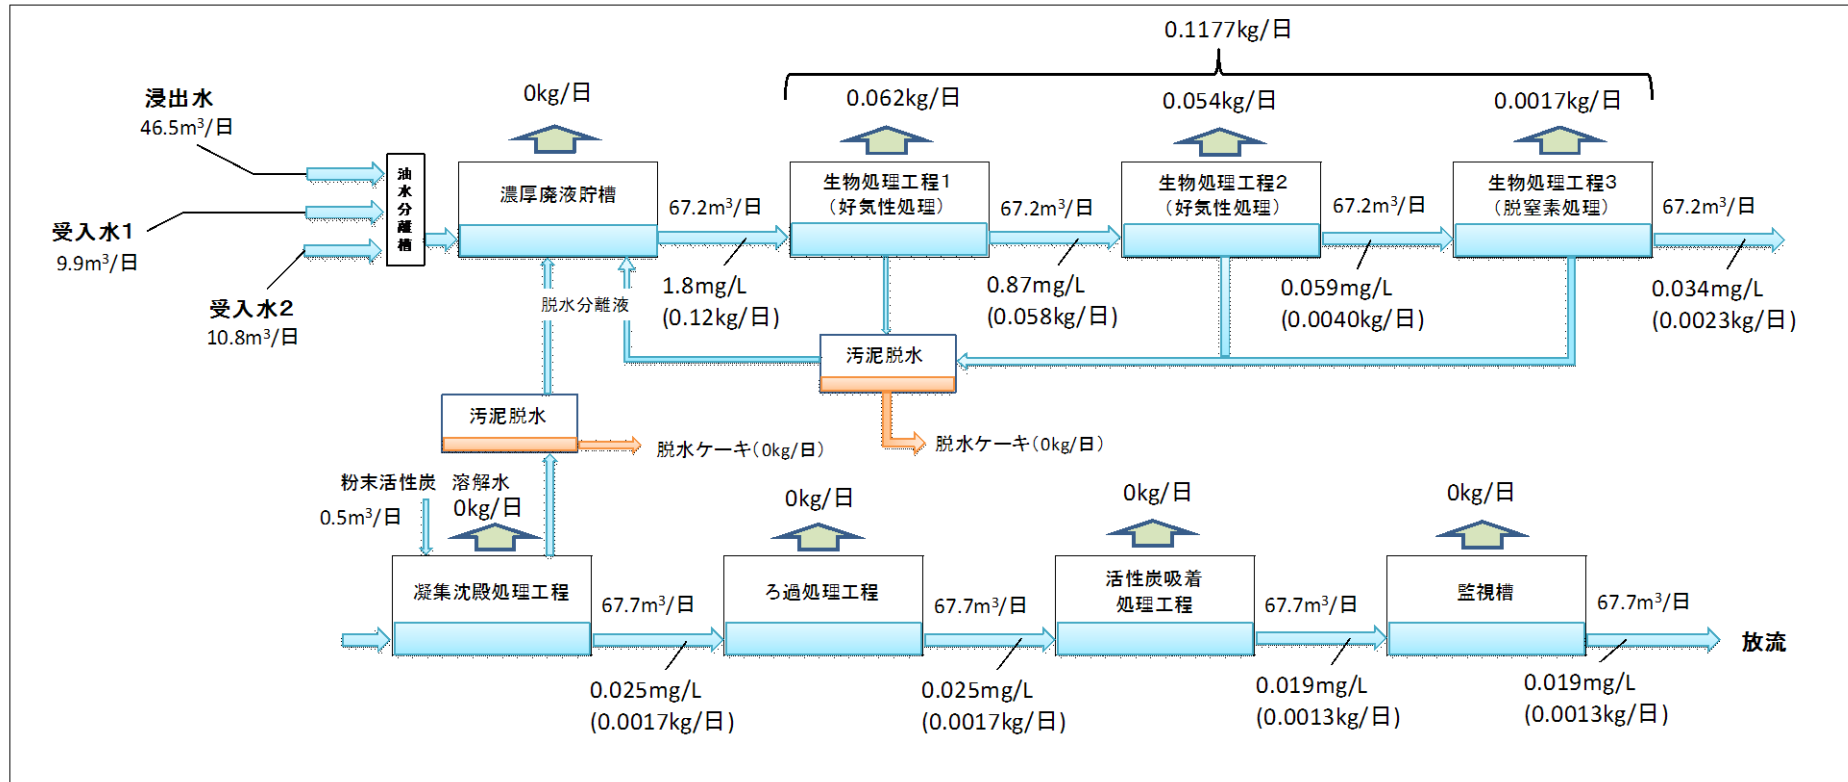 0.1177kg/日
浸出水
46.5m³/日
受入水1
9.9m³/日
受入水2
10.8m³/日
油水分離槽
0kg/日
濃厚廃液貯槽
67.2m³/日
1.8mg/L
(0.12kg/日)
0.062kg/日
生物処理工程1
(好気性処理)
67.2m³/日
0.87mg/L
(0.058kg/日)
0.054kg/日
生物処理工程2
(好気性処理)
67.2m³/日
0.059mg/L
(0.0040kg/日)
0.0017kg/日
生物処理工程3
(脱窒素処理)
67.2m³/日
0.034mg/L
(0.0023kg/日)
脱水分離液
汚泥脱水
脱水ケーキ(0kg/日)
汚泥脱水
脱水ケーキ(0kg/日)
粉末活性炭 溶解水
0.5m³/日
0kg/日
凝集沈殿処理工程
67.7m³/日
0.025mg/L
(0.0017kg/日)
0kg/日
ろ過処理工程
67.7m³/日
0.025mg/L
(0.0017kg/日)
0kg/日
活性炭吸着
処理工程
67.7m³/日
0.019mg/L
(0.0013kg/日)
0kg/日
監視槽
67.7m³/日
0.019mg/L
(0.0013kg/日)
放流